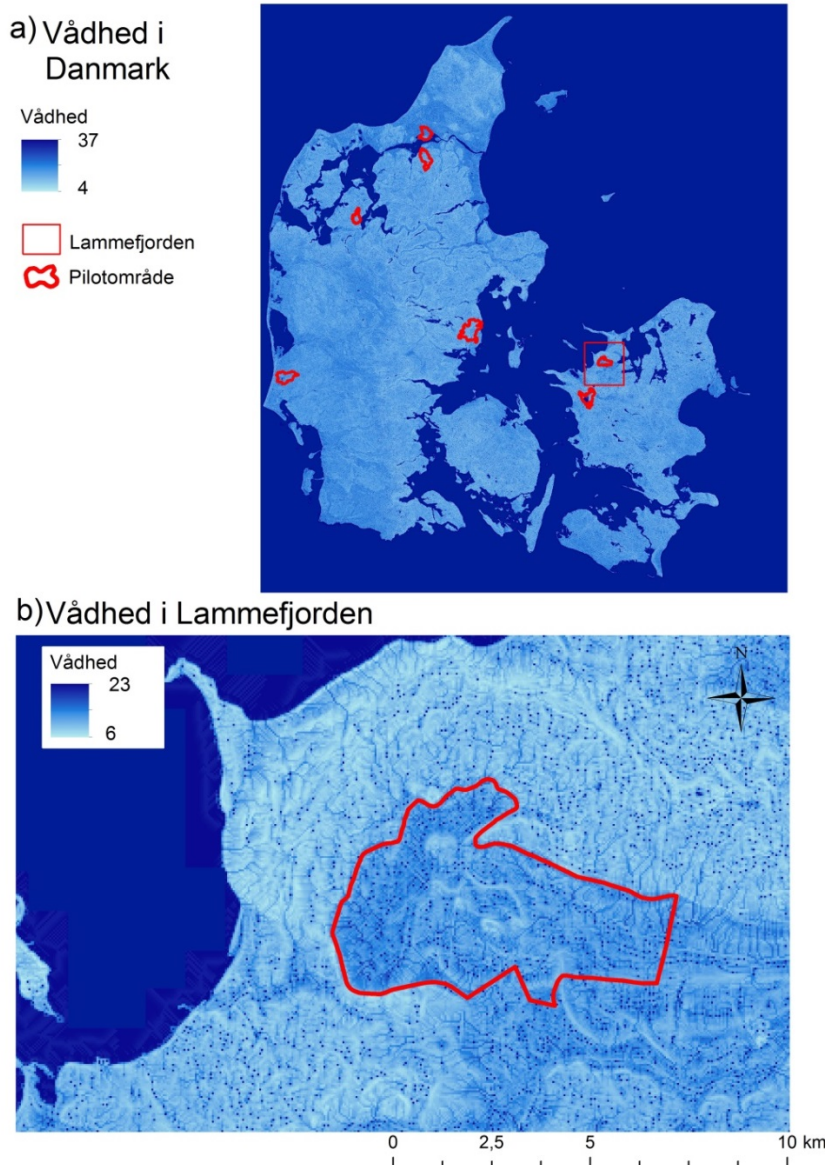 a) Vådhed i
Danmark
Vådhed
37
4
Lammefjorden
Pilotområde
b) Vådhed i Lammefjorden
Vådhed
23
6
N
0 2,5 5 10 km